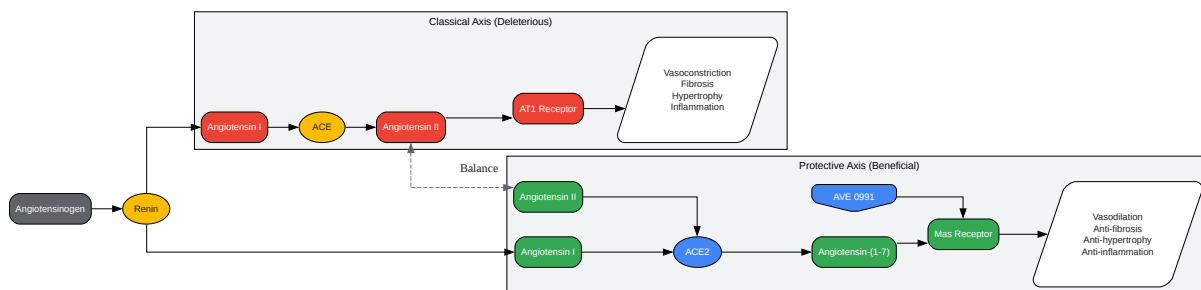 Classical Axis (Deleterious)
Vasoconstriction
Fibrosis
Hypertrophy
Inflammation
AT1 Receptor
Angiotensin I
ACE
Angiotensin II
Balance
Protective Axis (Beneficial)
Angiotensinogen
Renin
Angiotensin II
AVE 0991
Mas Receptor
Vasodilation
Anti-fibrosis
Anti-hypertrophy
Anti-inflammation
Angiotensin I
ACE2
Angiotensin-(1-7)